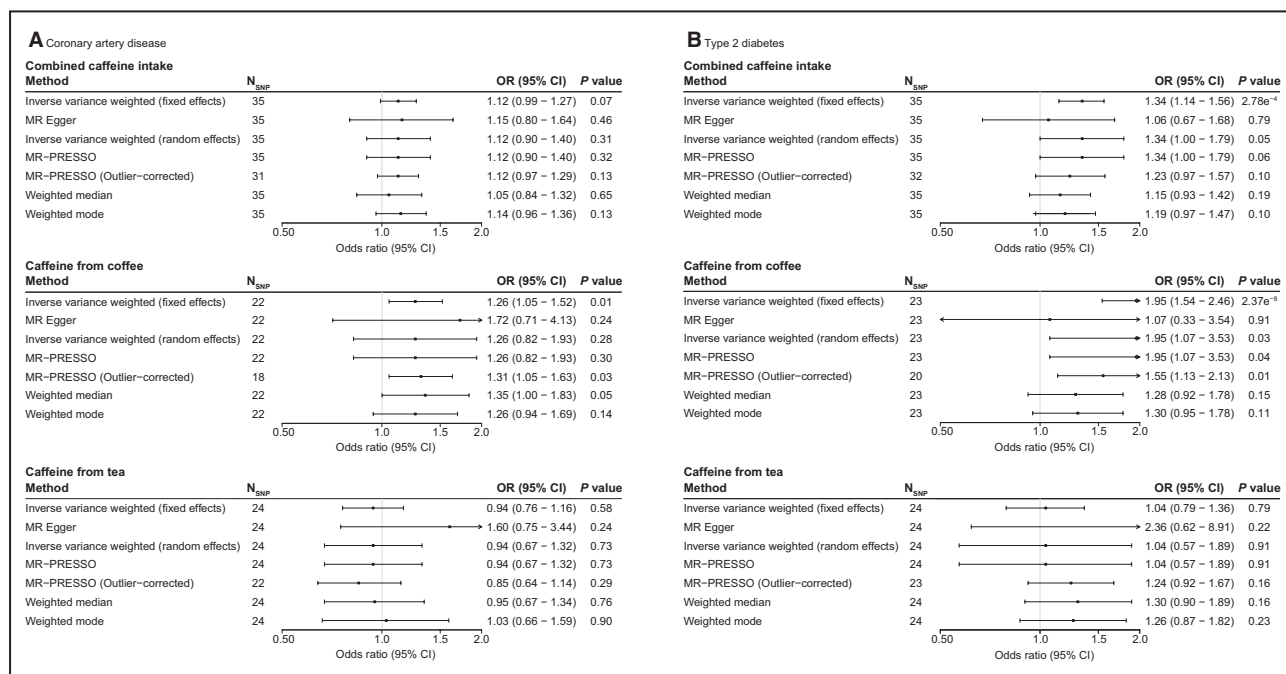 A Coronary artery disease
Combined caffeine intake
Method N SNP OR (95% CI) P value
Inverse variance weighted (fixed effects) 35 1.12 (0.99 − 1.27) 0.07
MR Egger 35 1.15 (0.80 − 1.64) 0.46
Inverse variance weighted (random effects) 35 1.12 (0.90 − 1.40) 0.31
MR−PRESSO 35 1.12 (0.90 − 1.40) 0.32
MR−PRESSO (Outlier−corrected) 31 1.12 (0.97 − 1.29) 0.13
Weighted median 35 1.05 (0.84 − 1.32) 0.65
Weighted mode 35 1.14 (0.96 − 1.36) 0.13
0.50 1.0 1.5 2.0
Odds ratio (95% CI)
Caffeine from coffee
Method N SNP OR (95% CI) P value
Inverse variance weighted (fixed effects) 22 1.26 (1.05 − 1.52) 0.01
MR Egger 22 1.72 (0.71 − 4.13) 0.24
Inverse variance weighted (random effects) 22 1.26 (0.82 − 1.93) 0.28
MR−PRESSO 22 1.26 (0.82 − 1.93) 0.30
MR−PRESSO (Outlier−corrected) 18 1.31 (1.05 − 1.63) 0.03
Weighted median 22 1.35 (1.00 − 1.83) 0.05
Weighted mode 22 1.26 (0.94 − 1.69) 0.14
0.50 1.0 1.5 2.0
Odds ratio (95% CI)
Caffeine from tea
Method N SNP OR (95% CI) P value
Inverse variance weighted (fixed effects) 24 0.94 (0.76 − 1.16) 0.58
MR Egger 24 1.60 (0.75 − 3.44) 0.24
Inverse variance weighted (random effects) 24 0.94 (0.67 − 1.32) 0.73
MR−PRESSO 24 0.94 (0.67 − 1.32) 0.73
MR−PRESSO (Outlier−corrected) 22 0.85 (0.64 − 1.14) 0.29
Weighted median 24 0.95 (0.67 − 1.34) 0.76
Weighted mode 24 1.03 (0.66 − 1.59) 0.90
0.50 1.0 1.5 2.0
Odds ratio (95% CI)
B Type 2 diabetes
Combined caffeine intake
Method N SNP OR (95% CI) P value
Inverse variance weighted (fixed effects) 35 1.34 (1.14 − 1.56) 2.78e⁻⁴
MR Egger 35 1.06 (0.67 − 1.68) 0.79
Inverse variance weighted (random effects) 35 1.34 (1.00 − 1.79) 0.05
MR−PRESSO 35 1.34 (1.00 − 1.79) 0.06
MR−PRESSO (Outlier−corrected) 32 1.23 (0.97 − 1.57) 0.10
Weighted median 35 1.15 (0.93 − 1.42) 0.19
Weighted mode 35 1.19 (0.97 − 1.47) 0.10
0.50 1.0 1.5 2.0
Odds ratio (95% CI)
Caffeine from coffee
Method N SNP OR (95% CI) P value
Inverse variance weighted (fixed effects) 23 1.95 (1.54 − 2.46) 2.37e⁻⁸
MR Egger 23 1.07 (0.33 − 3.54) 0.91
Inverse variance weighted (random effects) 23 1.95 (1.07 − 3.53) 0.03
MR−PRESSO 23 1.95 (1.07 − 3.53) 0.04
MR−PRESSO (Outlier−corrected) 20 1.55 (1.13 − 2.13) 0.01
Weighted median 23 1.28 (0.92 − 1.78) 0.15
Weighted mode 23 1.30 (0.95 − 1.78) 0.11
0.50 1.0 1.5 2.0
Odds ratio (95% CI)
Caffeine from tea
Method N SNP OR (95% CI) P value
Inverse variance weighted (fixed effects) 24 1.04 (0.79 − 1.36) 0.79
MR Egger 24 2.36 (0.62 − 8.91) 0.22
Inverse variance weighted (random effects) 24 1.04 (0.57 − 1.89) 0.91
MR−PRESSO 24 1.04 (0.57 − 1.89) 0.91
MR−PRESSO (Outlier−corrected) 23 1.24 (0.92 − 1.67) 0.16
Weighted median 24 1.30 (0.90 − 1.89) 0.16
Weighted mode 24 1.26 (0.87 − 1.82) 0.23
0.50 1.0 1.5 2.0
Odds ratio (95% CI)